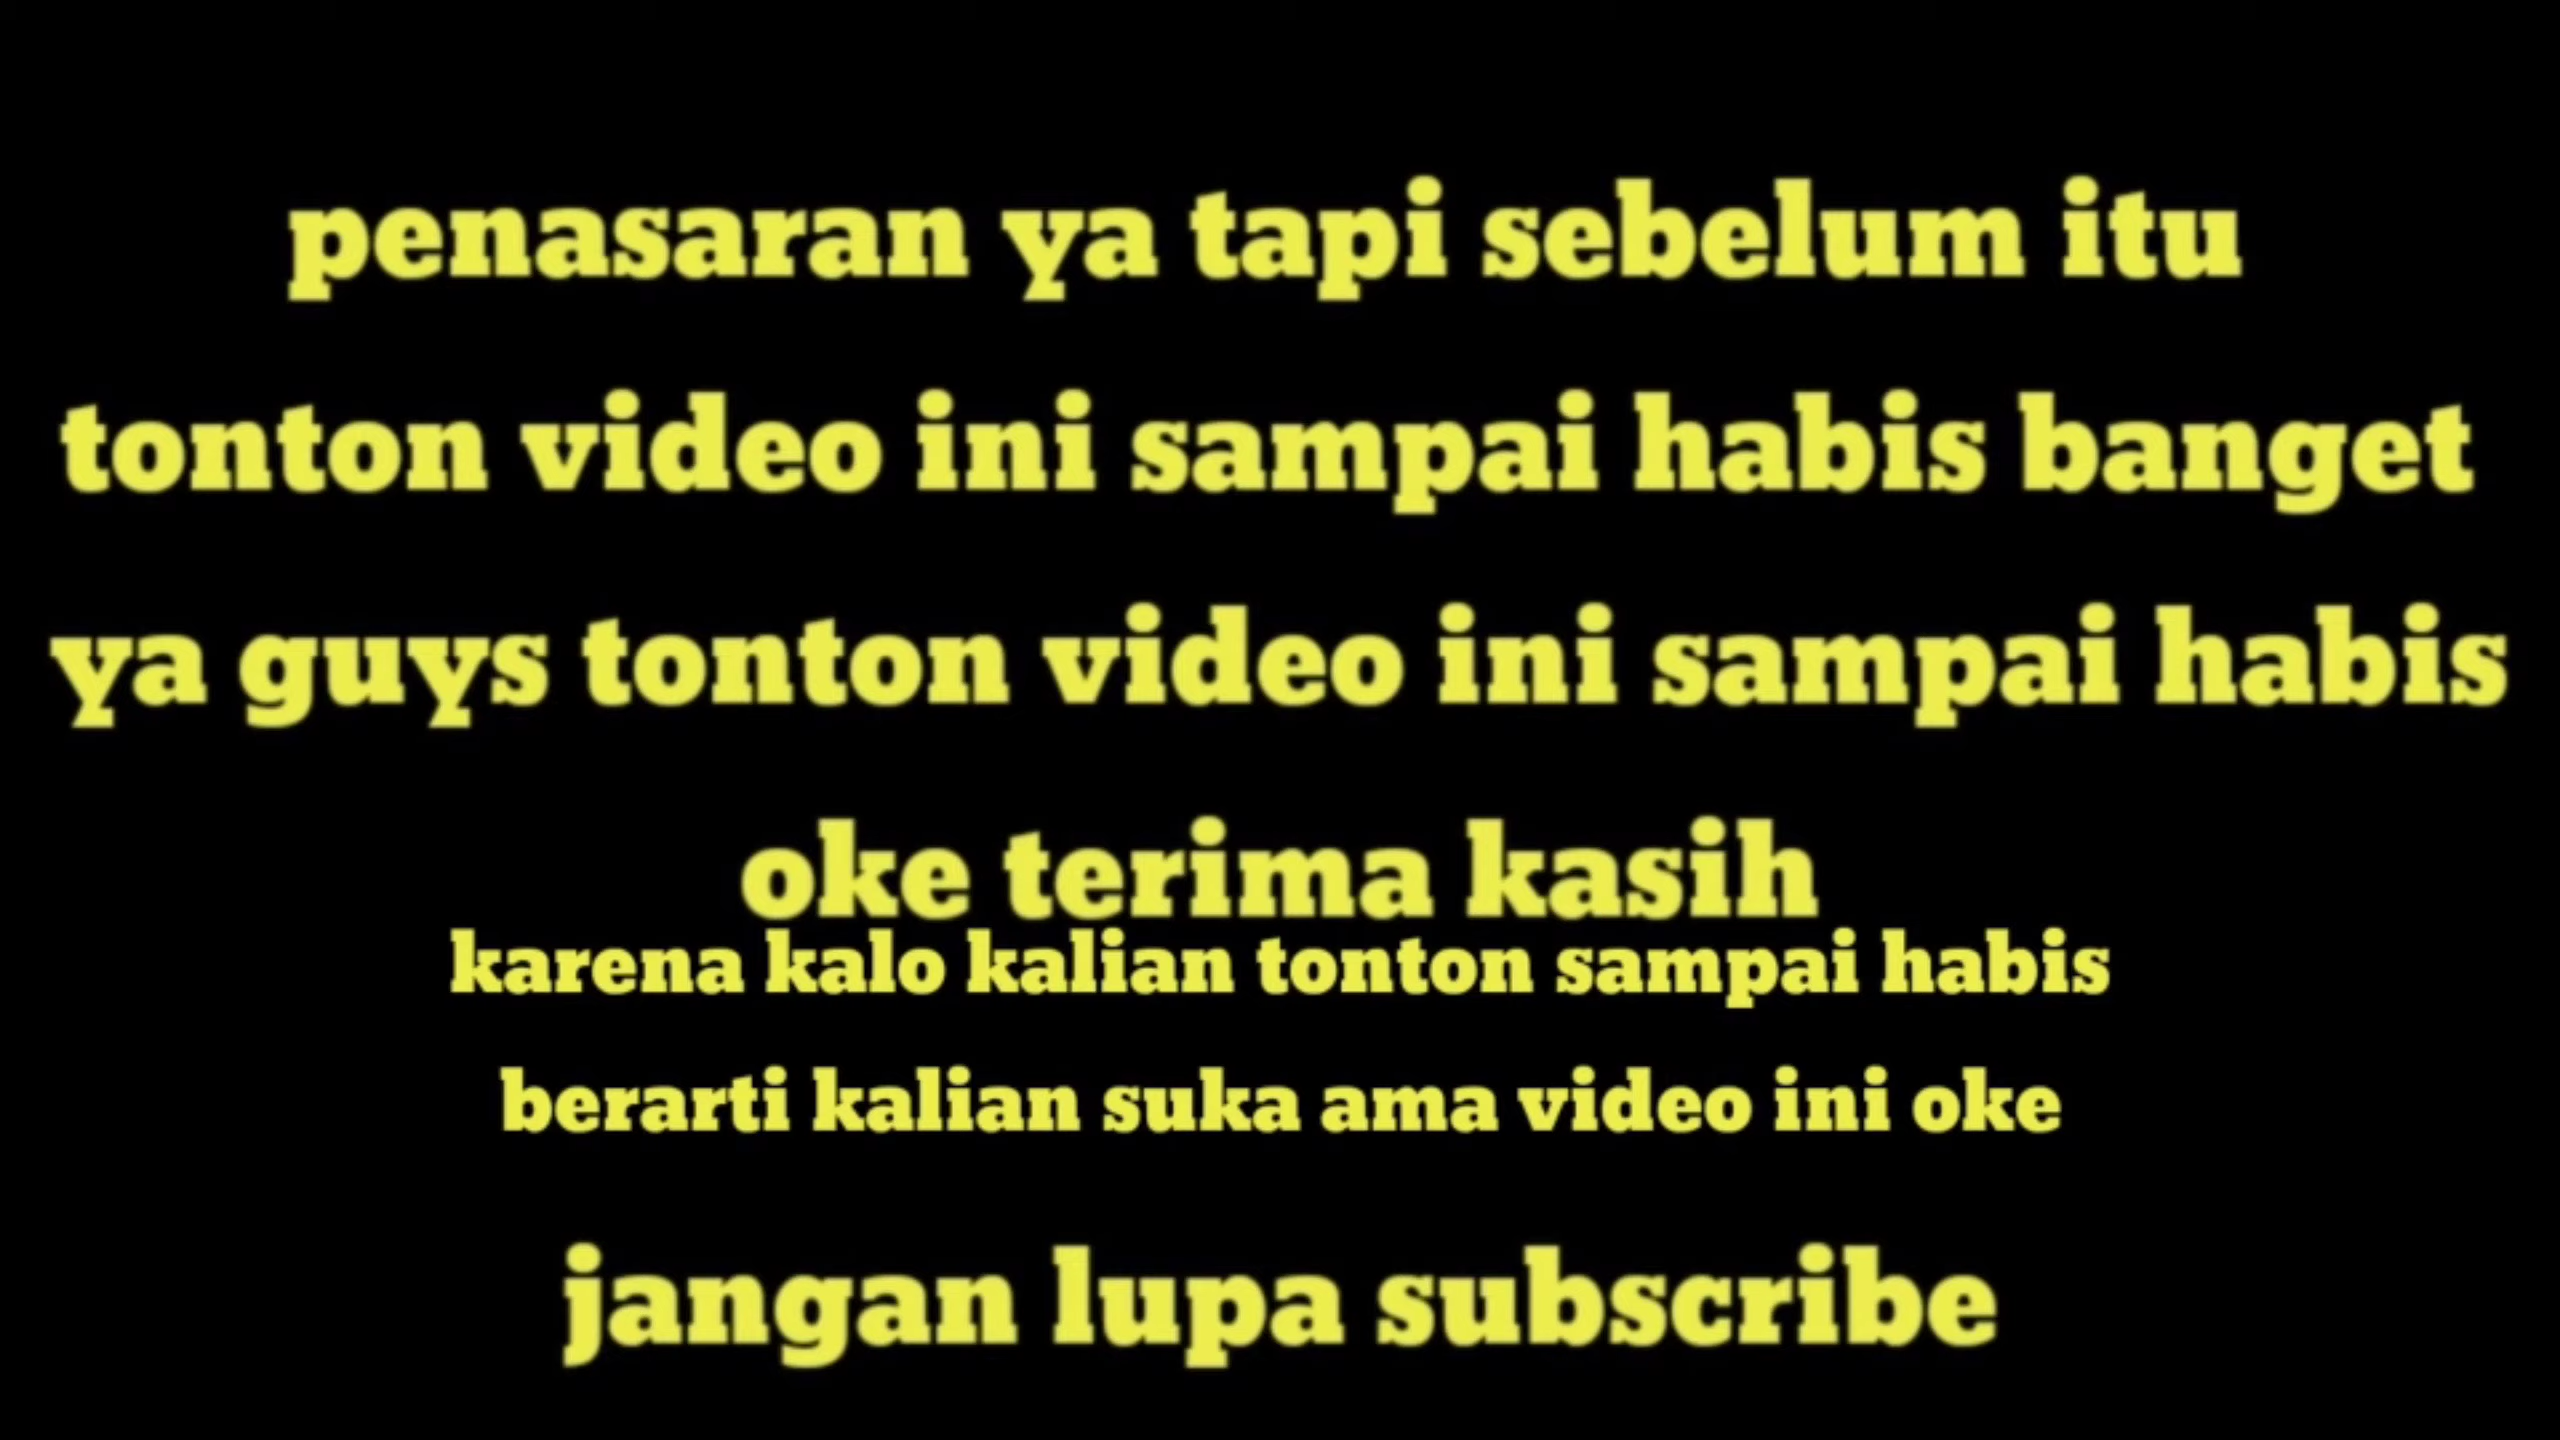 penasaran ya tapi sebelum itu
tonton video ini sampai habis banget
ya guys tonton video ini sampai habis
oke terima kasih
karena kalo kalian tonton sampai habis
berarti kalian suka ama video ini oke
jangan lupa subscribe